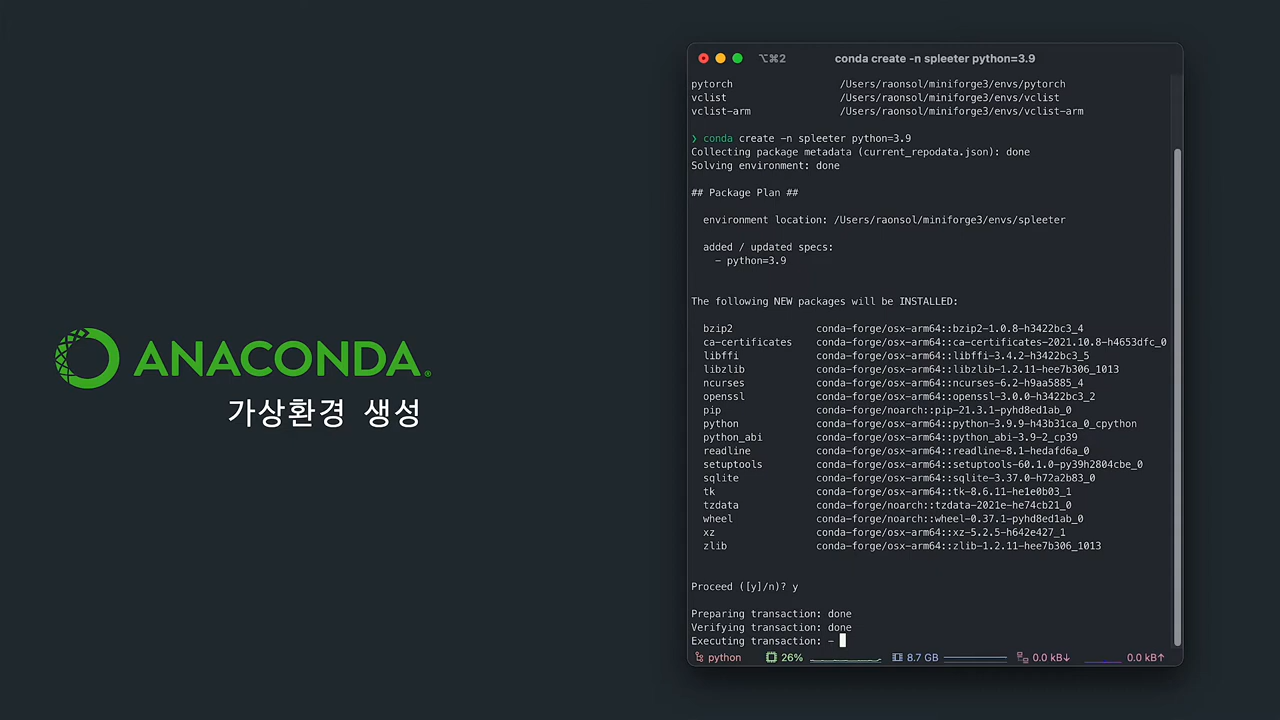 ANACONDA®
가상환경 생성
⌥⌘2
conda create -n spleeter python=3.9
pytorch /Users/raonsol/miniforge3/envs/pytorch
vclist /Users/raonsol/miniforge3/envs/vclist
vclist-arm /Users/raonsol/miniforge3/envs/vclist-arm
❯ conda create -n spleeter python=3.9
Collecting package metadata (current_repodata.json): done
Solving environment: done
## Package Plan ##
environment location: /Users/raonsol/miniforge3/envs/spleeter
added / updated specs:
- python=3.9
The following NEW packages will be INSTALLED:
bzip2 conda-forge/osx-arm64::bzip2-1.0.8-h3422bc3_4
ca-certificates conda-forge/osx-arm64::ca-certificates-2021.10.8-h4653dfc_0
libffi conda-forge/osx-arm64::libffi-3.4.2-h3422bc3_5
libzlib conda-forge/osx-arm64::libzlib-1.2.11-hee7b306_1013
ncurses conda-forge/osx-arm64::ncurses-6.2-h9aa5885_4
openssl conda-forge/osx-arm64::openssl-3.0.0-h3422bc3_2
pip conda-forge/noarch::pip-21.3.1-pyhd8ed1ab_0
python conda-forge/osx-arm64::python-3.9.9-h43b31ca_0_cpython
python_abi conda-forge/osx-arm64::python_abi-3.9-2_cp39
readline conda-forge/osx-arm64::readline-8.1-hedafd6a_0
setuptools conda-forge/osx-arm64::setuptools-60.1.0-py39h2804cbe_0
sqlite conda-forge/osx-arm64::sqlite-3.37.0-h72a2b83_0
tk conda-forge/osx-arm64::tk-8.6.11-he1e0b03_1
tzdata conda-forge/noarch::tzdata-2021e-he74cb21_0
wheel conda-forge/noarch::wheel-0.37.1-pyhd8ed1ab_0
xz conda-forge/osx-arm64::xz-5.2.5-h642e427_1
zlib conda-forge/osx-arm64::zlib-1.2.11-hee7b306_1013
Proceed ([y]/n)? y
Preparing transaction: done
Verifying transaction: done
Executing transaction: -
python 26% 8.7 GB 0.0 kB↓ 0.0 kB↑